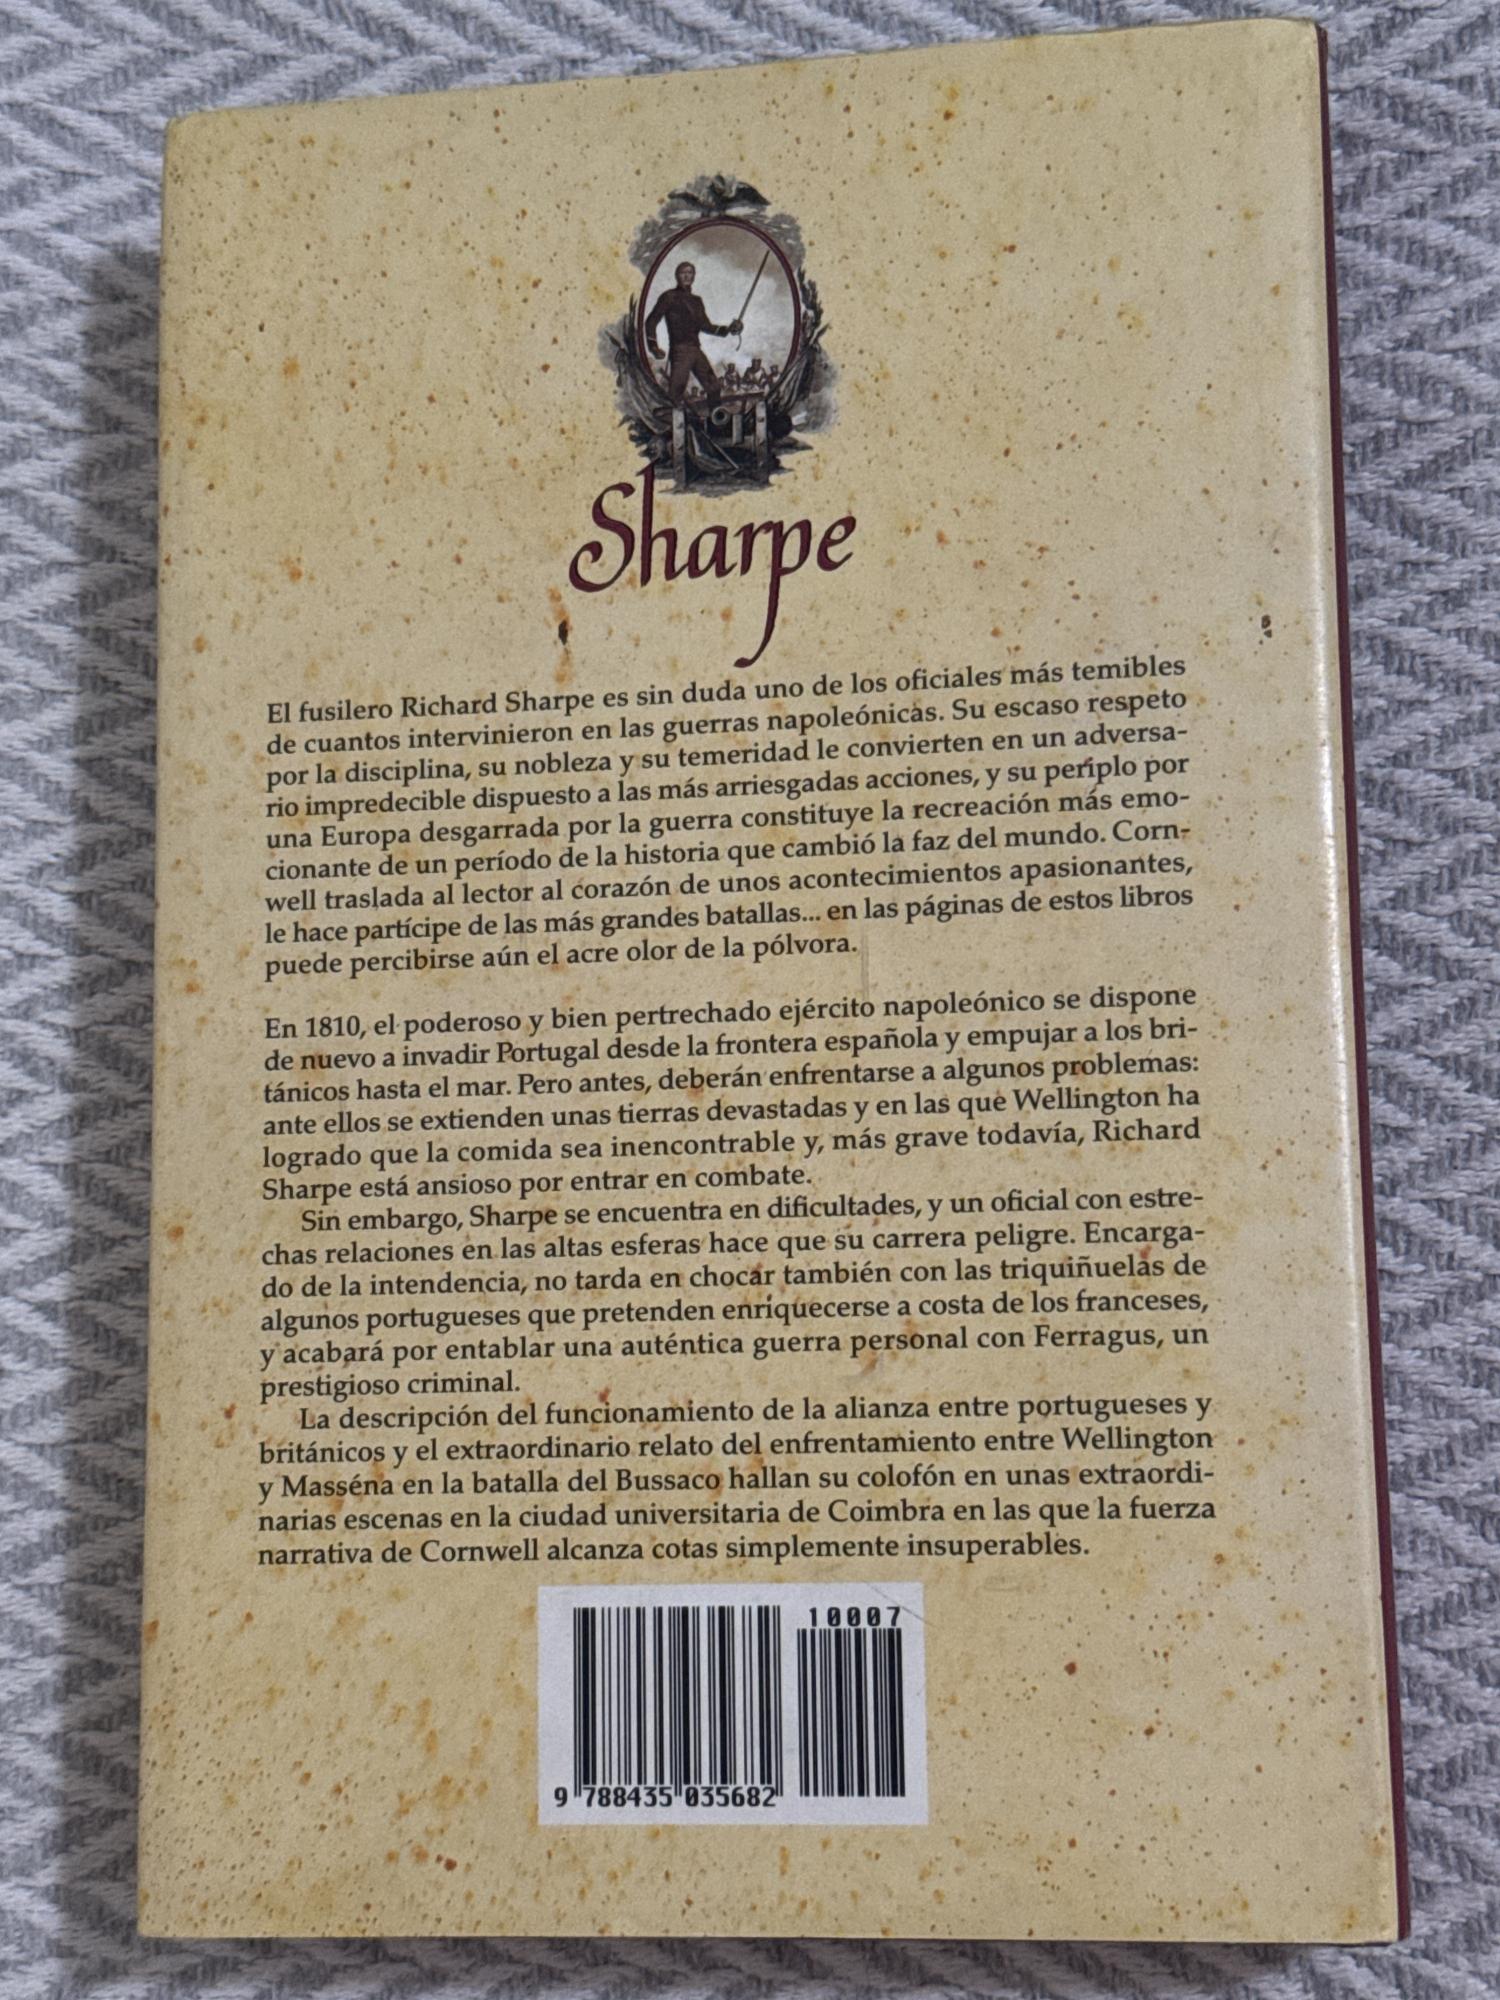 Sharpe
El fusilero Richard Sharpe es sin duda uno de los oficiales más temibles
de cuantos intervinieron en las guerras napoleónicas. Su escaso respeto
por la disciplina, su nobleza y su temeridad le convierten en un adversa-
rio impredecible dispuesto a las más arriesgadas acciones, y su periplo por
una Europa desgarrada por la guerra constituye la recreación más emo-
cionante de un período de la historia que cambió la faz del mundo. Corn-
well traslada al lector al corazón de unos acontecimientos apasionantes,
le hace partícipe de las más grandes batallas... en las páginas de estos libros
puede percibirse aún el acre olor de la pólvora.
En 1810, el poderoso y bien pertrechado ejército napoleónico se dispone
de nuevo a invadir Portugal desde la frontera española y empujar a los bri-
tánicos hasta el mar. Pero antes, deberán enfrentarse a algunos problemas:
ante ellos se extienden unas tierras devastadas y en las que Wellington ha
logrado que la comida sea inencontrable y, más grave todavía, Richard
Sharpe está ansioso por entrar en combate.
Sin embargo, Sharpe se encuentra en dificultades, y un oficial con estre-
chas relaciones en las altas esferas hace que su carrera peligre. Encarga-
do de la intendencia, no tarda en chocar también con las triquiñuelas de
algunos portugueses que pretenden enriquecerse a costa de los franceses,
y acabará por entablar una auténtica guerra personal con Ferragus, un
prestigioso criminal.
La descripción del funcionamiento de la alianza entre portugueses y
británicos y el extraordinario relato del enfrentamiento entre Wellington
y Masséna en la batalla del Bussaco hallan su colofón en unas extraordi-
narias escenas en la ciudad universitaria de Coimbra en las que la fuerza
narrativa de Cornwell alcanza cotas simplemente insuperables.
10007
9 788435 035682